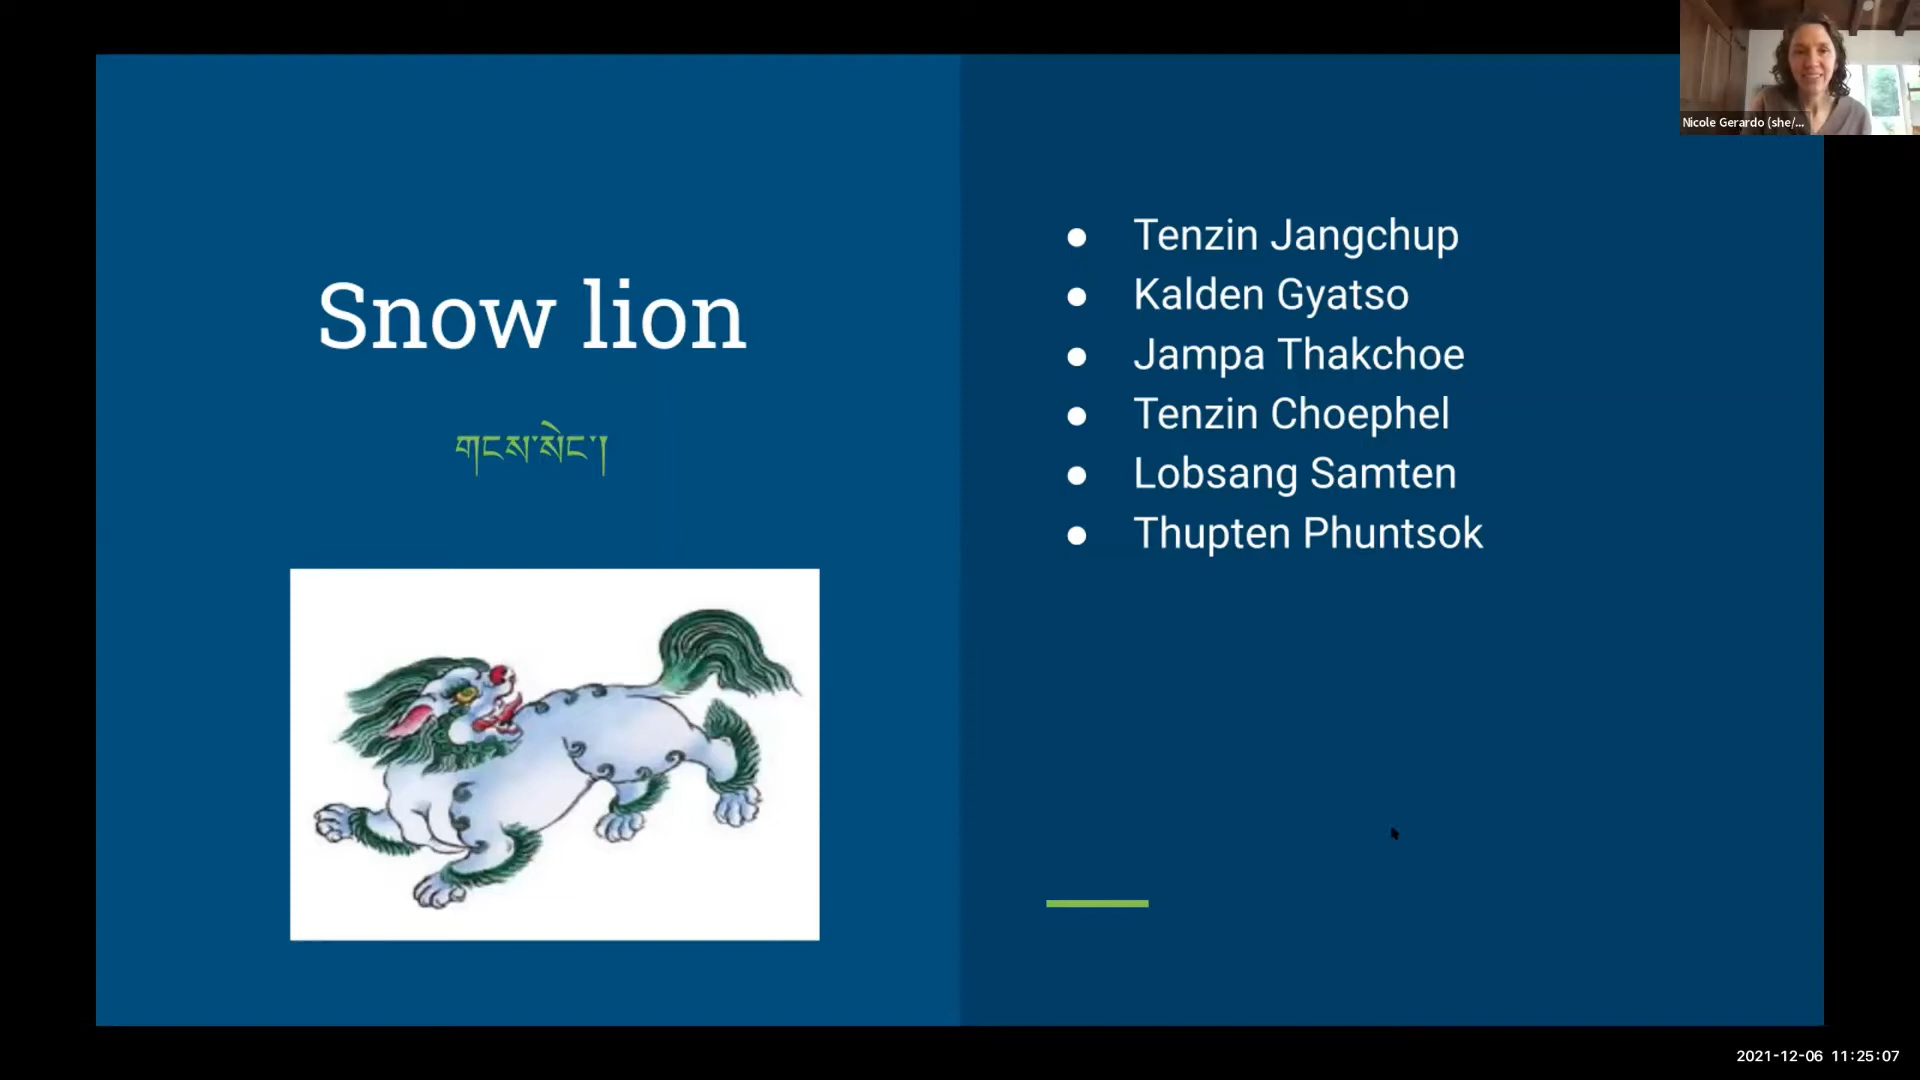 Snow lion
གངས་སེང་།
Tenzin Jangchup
Kalden Gyatso
Jampa Thakchoe
Tenzin Choephel
Lobsang Samten
Thupten Phuntsok
Nicole Gerardo (she/...
2021-12-06 11:25:07